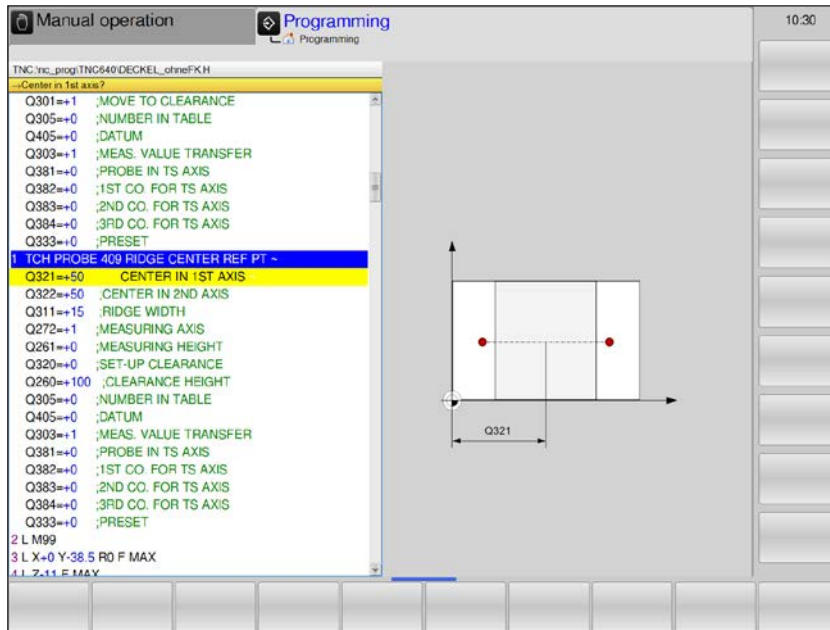 Manual operation
Programming
Programming
10:30
TNC:\nc_prog\TNC640\DECKEL_ohneFK.H
→Center in 1st axis?
Q301=+1 ;MOVE TO CLEARANCE
Q305=+0 ;NUMBER IN TABLE
Q405=+0 ;DATUM
Q303=+1 ;MEAS. VALUE TRANSFER
Q381=+0 ;PROBE IN TS AXIS
Q382=+0 ;1ST CO. FOR TS AXIS
Q383=+0 ;2ND CO. FOR TS AXIS
Q384=+0 ;3RD CO. FOR TS AXIS
Q333=+0 ;PRESET
1 TCH PROBE 409 RIDGE CENTER REF PT ~
Q321=+50 CENTER IN 1ST AXIS ~
Q322=+50 ;CENTER IN 2ND AXIS
Q311=+15 ;RIDGE WIDTH
Q272=+1 ;MEASURING AXIS
Q261=+0 ;MEASURING HEIGHT
Q320=+0 ;SET-UP CLEARANCE
Q260=+100 ;CLEARANCE HEIGHT
Q305=+0 ;NUMBER IN TABLE
Q405=+0 ;DATUM
Q303=+1 ;MEAS. VALUE TRANSFER
Q381=+0 ;PROBE IN TS AXIS
Q382=+0 ;1ST CO. FOR TS AXIS
Q383=+0 ;2ND CO. FOR TS AXIS
Q384=+0 ;3RD CO. FOR TS AXIS
Q333=+0 ;PRESET
2 L M99
3 L X+0 Y-38.5 R0 F MAX
4 L Z-11 F MAX
Q321